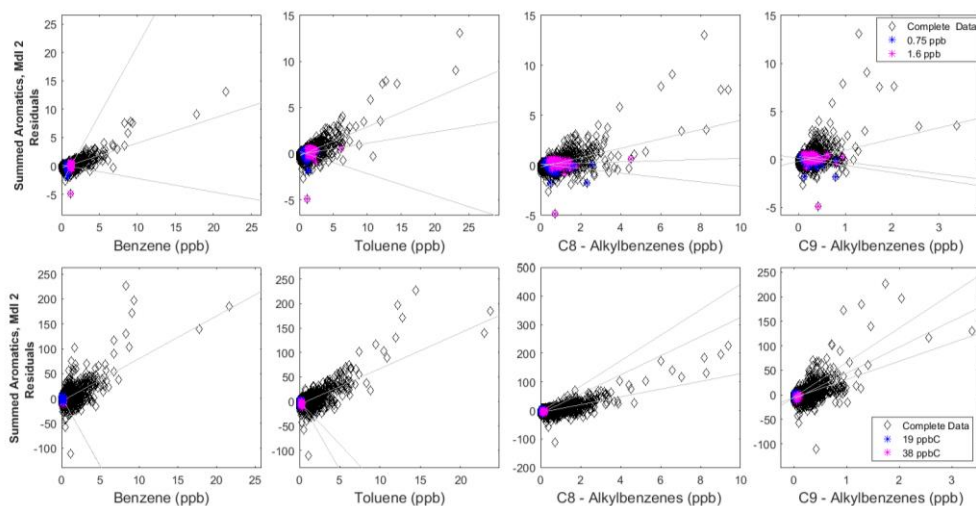 Summed Aromatics, Mdl 2
Residuals
25
20
15
10
5
0
-5
0 5 10 15 20 25
Benzene (ppb)
15
10
5
0
-5
0 5 10 15 20 25
Toluene (ppb)
15
10
5
0
-5
0 2 4 6 8 10
C8 - Alkylbenzenes (ppb)
15
10
5
0
-5
0 1 2 3
C9 - Alkylbenzenes (ppb)
Complete Data
0.75 ppb
1.6 ppb
Summed Aromatics, Mdl 2
Residuals
250
200
150
100
50
0
-50
-100
0 5 10 15 20 25
Benzene (ppb)
250
200
150
100
50
0
-50
-100
0 5 10 15 20
Toluene (ppb)
500
400
300
200
100
0
-100
-200
0 2 4 6 8 10
C8 - Alkylbenzenes (ppb)
250
200
150
100
50
0
-50
-100
0 1 2 3
C9 - Alkylbenzenes (ppb)
Complete Data
19 ppbC
38 ppbC